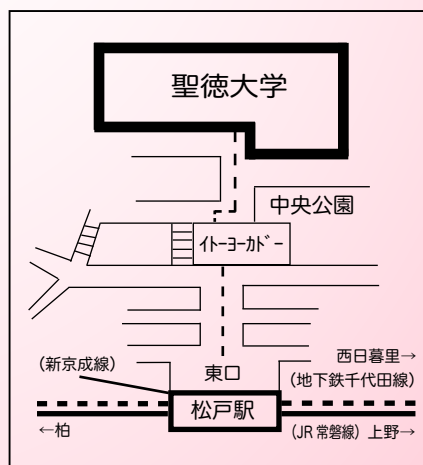 聖徳大学
中央公園
ｲﾄｰﾖｰｶﾄﾞｰ
西日暮里→
(新京成線)
東口
(地下鉄千代田線)
松戸駅
←柏
(JR常磐線)上野→